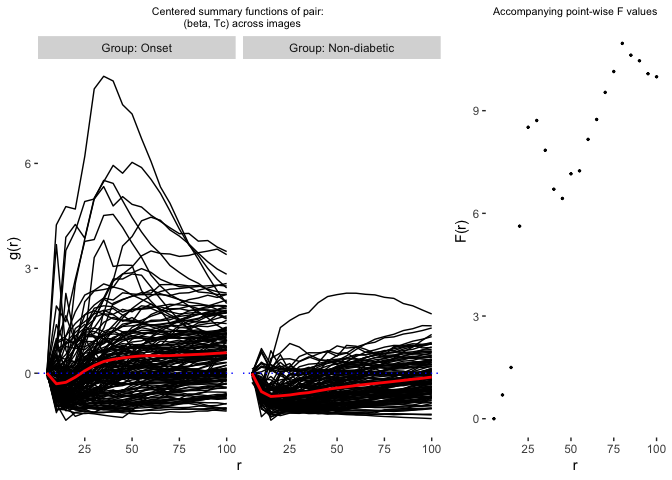 Centered summary functions of pair:
(beta, Tc) across images
Accompanying point-wise F values
Group: Onset
Group: Non-diabetic
g(r)
6
3
0
25 50 75 100
25 50 75 100
r
F(r)
9
6
3
0
25 50 75 100
r